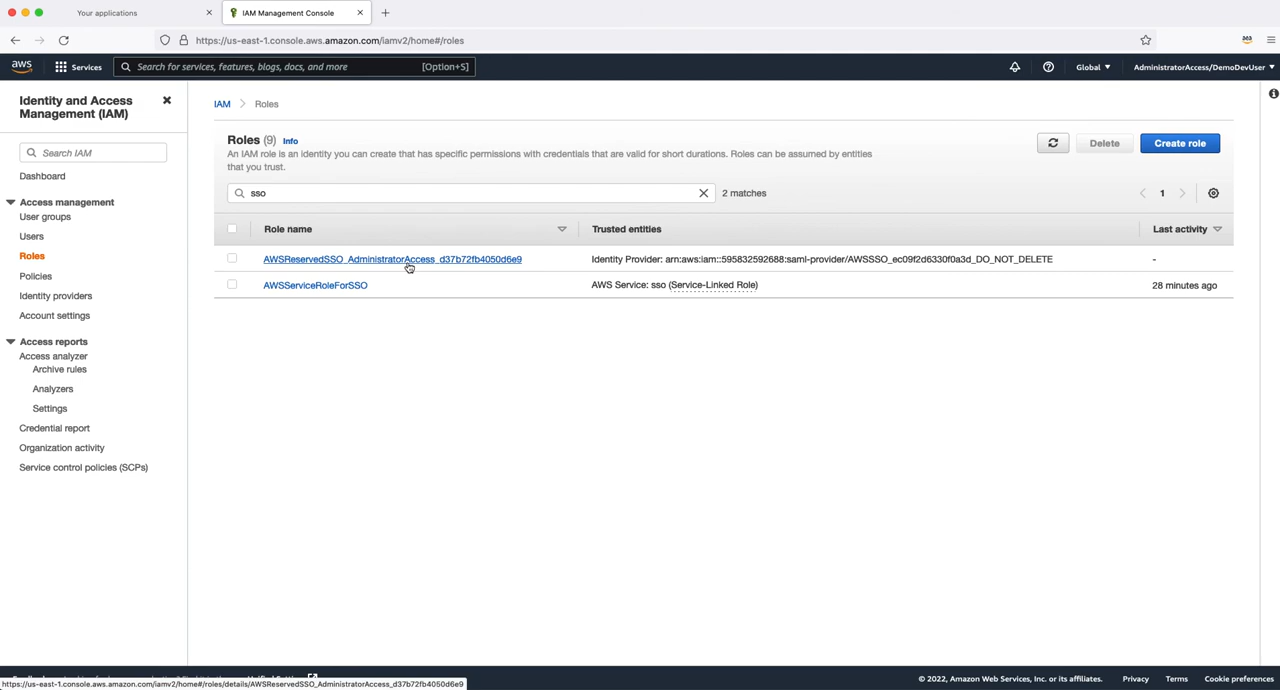 Your applications
IAM Management Console
https://us-east-1.console.aws.amazon.com/iamv2/home#/roles
aws
Services
Search for services, features, blogs, docs, and more
[Option+S]
Global
AdministratorAccess/DemoDevUser
Identity and Access
Management (IAM)
Search IAM
Dashboard
Access management
User groups
Users
Roles
Policies
Identity providers
Account settings
Access reports
Access analyzer
Archive rules
Analyzers
Settings
Credential report
Organization activity
Service control policies (SCPs)
IAM > Roles
Roles (9) Info
An IAM role is an identity you can create that has specific permissions with credentials that are valid for short durations. Roles can be assumed by entities
that you trust.
Delete
Create role
sso
2 matches
1
Role name
Trusted entities
Last activity
AWSReservedSSO_AdministratorAccess_d37b72fb4050d6e9
Identity Provider: arn:aws:iam::595832592688:saml-provider/AWSSSO_ec09f2d6330f0a3d_DO_NOT_DELETE
-
AWSServiceRoleForSSO
AWS Service: sso (Service-Linked Role)
28 minutes ago
https://us-east-1.console.aws.amazon.com/iamv2/home#/roles/details/AWSReservedSSO_AdministratorAccess_d37b72fb4050d6e9
© 2022, Amazon Web Services, Inc. or its affiliates.
Privacy
Terms
Cookie preferences